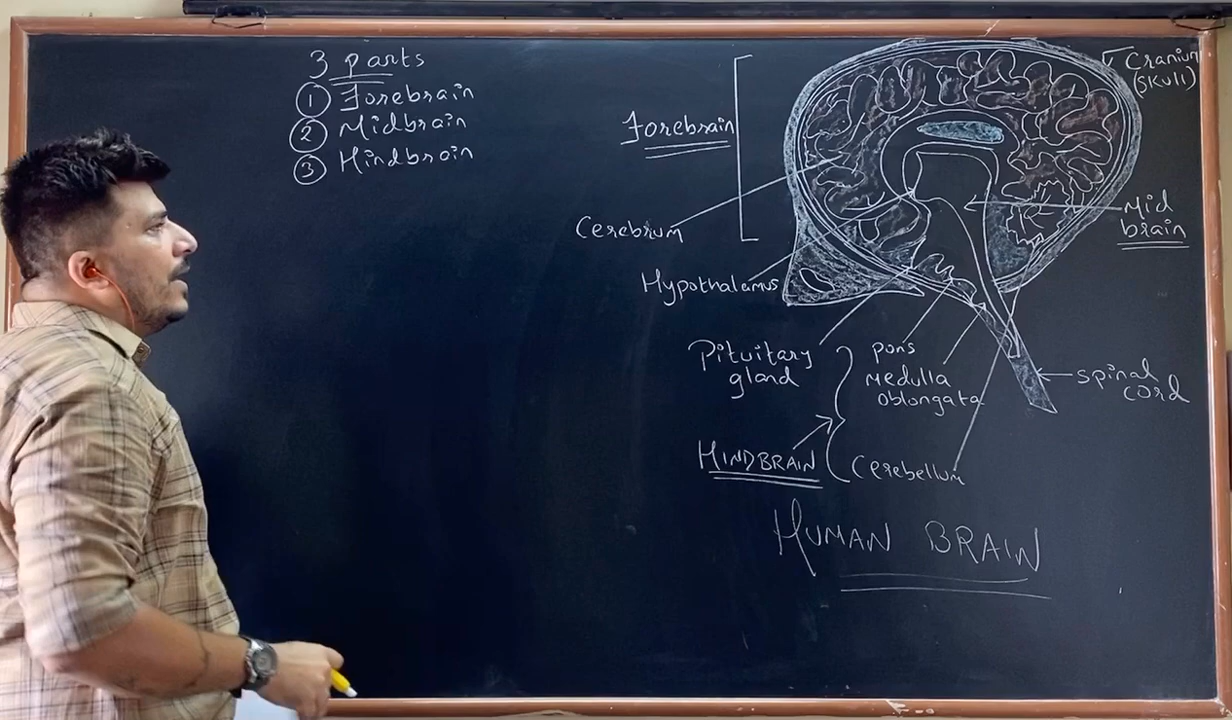 3 parts
① Forebrain
② Midbrain
③ Hindbrain
Forebrain
Cranium
(Skull)
Cerebrum
Mid
brain
Hypothalamus
Pituitary
gland
Pons
Medulla
oblongata
Spinal
cord
HINDBRAIN
Cerebellum
HUMAN BRAIN